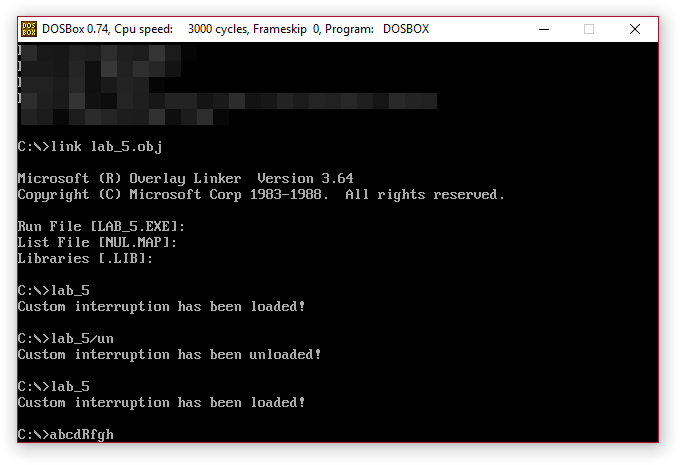 DOS
BOX
DOSBox 0.74, Cpu speed: 3000 cycles, Frameskip 0, Program: DOSBOX
C:\>link lab_5.obj
Microsoft (R) Overlay Linker Version 3.64
Copyright (C) Microsoft Corp 1983-1988. All rights reserved.
Run File [LAB_5.EXE]:
List File [NUL.MAP]:
Libraries [.LIB]:
C:\>lab_5
Custom interruption has been loaded!
C:\>lab_5/un
Custom interruption has been unloaded!
C:\>lab_5
Custom interruption has been loaded!
C:\>abcdRfgh